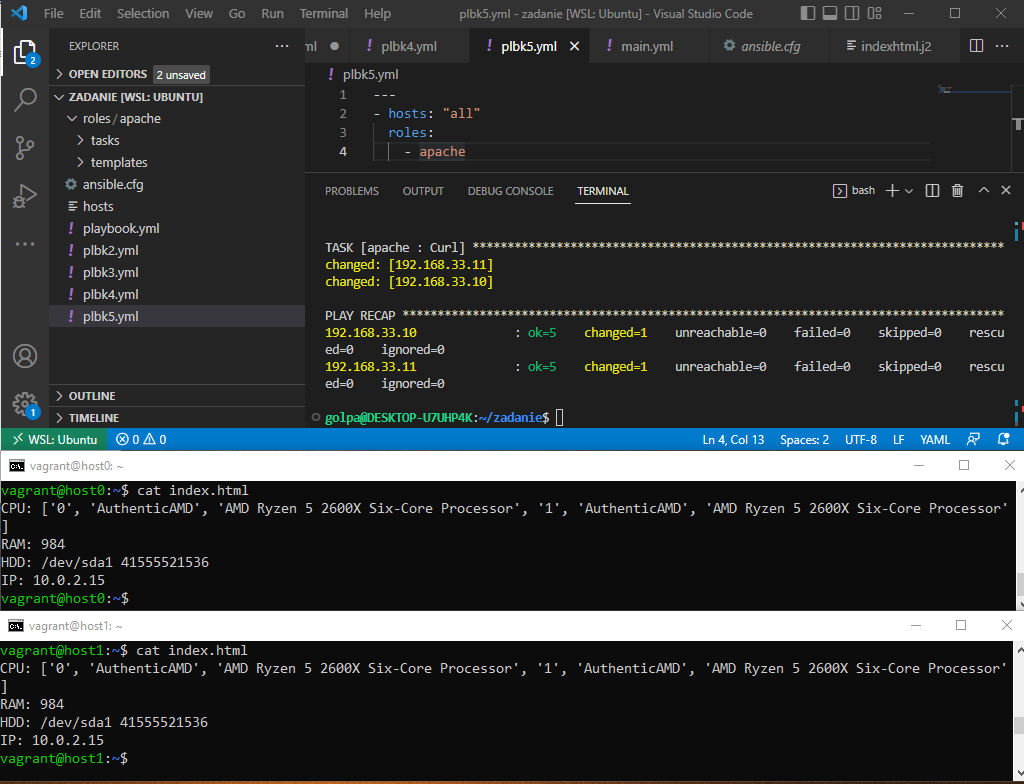 File Edit Selection View Go Run Terminal Help plbk5.yml - zadanie [WSL: Ubuntu] - Visual Studio Code
EXPLORER
ml plbk4.yml plbk5.yml main.yml ansible.cfg indexhtml.j2
2
OPEN EDITORS 2 unsaved
ZADANIE [WSL: UBUNTU]
roles/apache
tasks
templates
ansible.cfg
hosts
playbook.yml
plbk2.yml
plbk3.yml
plbk4.yml
plbk5.yml
OUTLINE
TIMELINE
1
plbk5.yml
1 ---
2 - hosts: "all"
3 roles:
4 - apache
PROBLEMS OUTPUT DEBUG CONSOLE TERMINAL bash
TASK [apache : Curl] ****************************************************************************
changed: [192.168.33.11]
changed: [192.168.33.10]
PLAY RECAP **************************************************************************************
192.168.33.10 : ok=5 changed=1 unreachable=0 failed=0 skipped=0 rescu
ed=0 ignored=0
192.168.33.11 : ok=5 changed=1 unreachable=0 failed=0 skipped=0 rescu
ed=0 ignored=0
golpa@DESKTOP-U7UHP4K:~/zadanie$
WSL: Ubuntu 0 0 Ln 4, Col 13 Spaces: 2 UTF-8 LF YAML
vagrant@host0: ~
vagrant@host0:~$ cat index.html
CPU: ['0', 'AuthenticAMD', 'AMD Ryzen 5 2600X Six-Core Processor', '1', 'AuthenticAMD', 'AMD Ryzen 5 2600X Six-Core Processor'
]
RAM: 984
HDD: /dev/sda1 41555521536
IP: 10.0.2.15
vagrant@host0:~$
vagrant@host1: ~
vagrant@host1:~$ cat index.html
CPU: ['0', 'AuthenticAMD', 'AMD Ryzen 5 2600X Six-Core Processor', '1', 'AuthenticAMD', 'AMD Ryzen 5 2600X Six-Core Processor'
]
RAM: 984
HDD: /dev/sda1 41555521536
IP: 10.0.2.15
vagrant@host1:~$